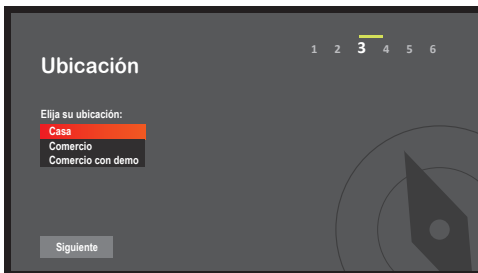 1 2 3 4 5 6
Ubicación
Elija su ubicación:
Casa
Comercio
Comercio con demo
Siguiente